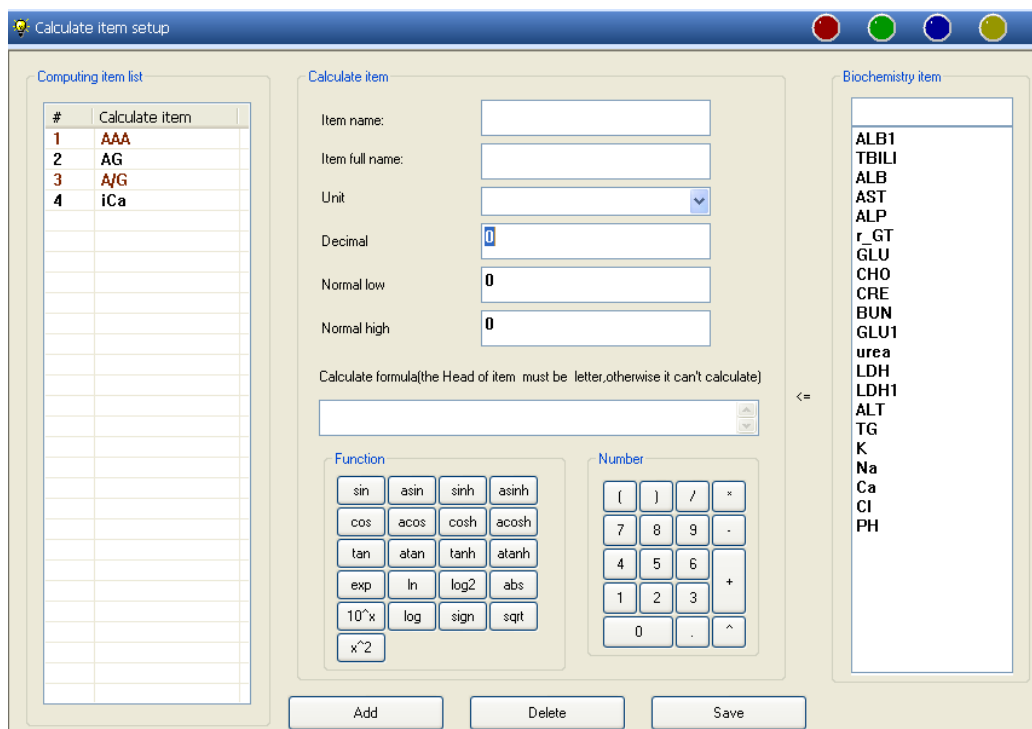 Calculate item setup
Computing item list
# Calculate item
1 AAA
2 AG
3 A/G
4 iCa
Calculate item
Item name:
Item full name:
Unit
Decimal 0
Normal low 0
Normal high 0
Calculate formula(the Head of item must be letter,otherwise it can't calculate)
<=
Function
sin asin sinh asinh
cos acos cosh acosh
tan atan tanh atanh
exp ln log2 abs
10^x log sign sqrt
x^2
Number
( ) / *
7 8 9 -
4 5 6 +
1 2 3
0 . ^
Biochemistry item
ALB1
TBILI
ALB
AST
ALP
r_GT
GLU
CHO
CRE
BUN
GLU1
urea
LDH
LDH1
ALT
TG
K
Na
Ca
Cl
PH
Add Delete Save